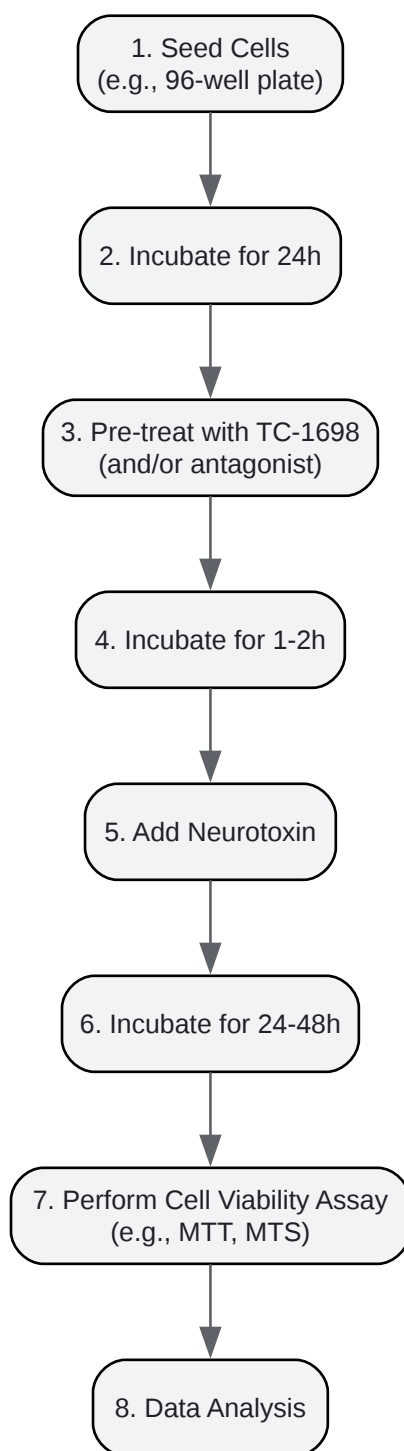 1. Seed Cells
(e.g., 96-well plate)
2. Incubate for 24h
3. Pre-treat with TC-1698
(and/or antagonist)
4. Incubate for 1-2h
5. Add Neurotoxin
6. Incubate for 24-48h
7. Perform Cell Viability Assay
(e.g., MTT, MTS)
8. Data Analysis